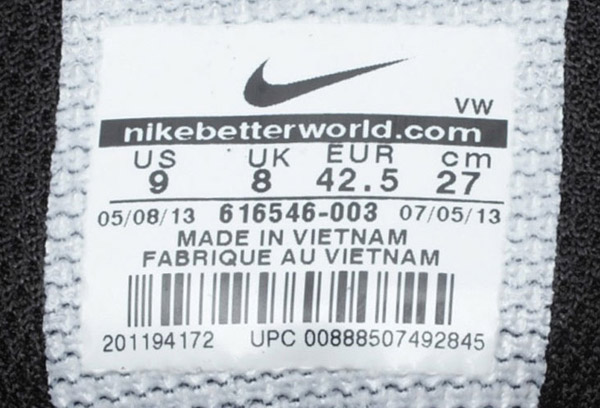 VW
nikebetterworld.com
US UK EUR cm
9 8 42.5 27
05/08/13 616546-003 07/05/13
MADE IN VIETNAM
FABRIQUE AU VIETNAM
201194172 UPC 00888507492845